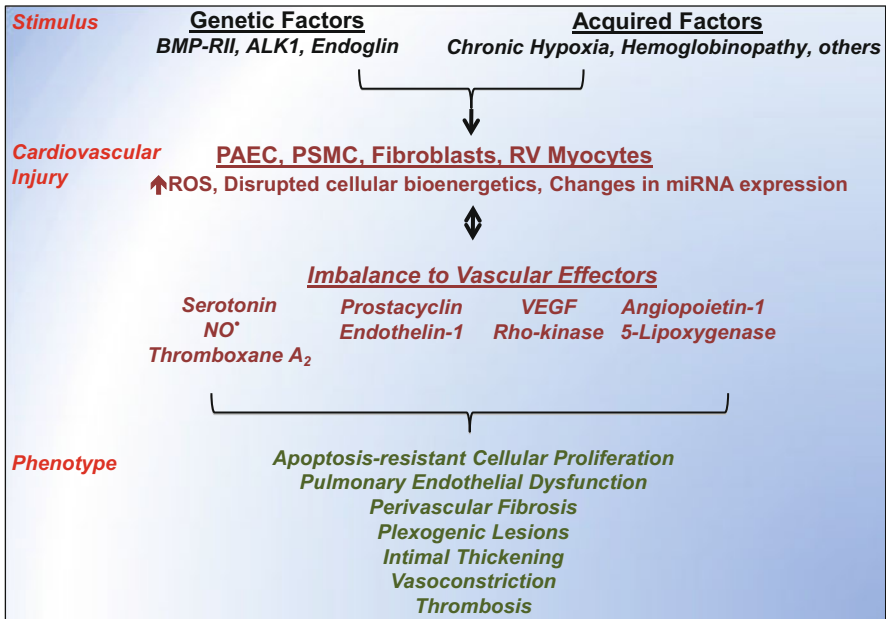 Stimulus
Genetic Factors
BMP-RII, ALK1, Endoglin
Acquired Factors
Chronic Hypoxia, Hemoglobinopathy, others
Cardiovascular
Injury
PAEC, PSMC, Fibroblasts, RV Myocytes
↑ROS, Disrupted cellular bioenergetics, Changes in miRNA expression
Imbalance to Vascular Effectors
Serotonin
NO•
Thromboxane A₂
Prostacyclin
Endothelin-1
VEGF
Rho-kinase
Angiopoietin-1
5-Lipoxygenase
Phenotype
Apoptosis-resistant Cellular Proliferation
Pulmonary Endothelial Dysfunction
Perivascular Fibrosis
Plexogenic Lesions
Intimal Thickening
Vasoconstriction
Thrombosis